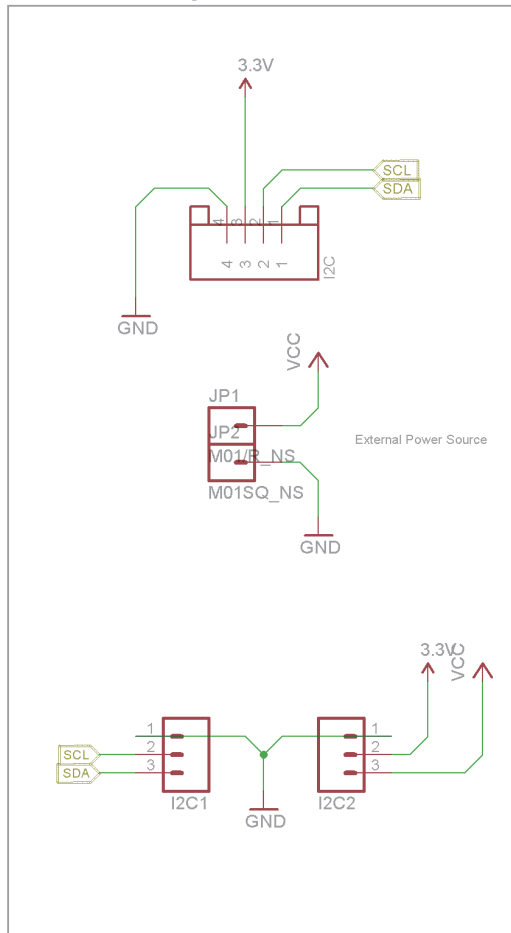 3.3V
SCL
SDA
4 3 2 1
4 3 2 1
I2C
GND
VCC
JP1
JP2
External Power Source
M01/R_NS
M01SQ_NS
GND
3.3V
VCC
1
2
3
SCL
SDA
1
2
3
I2C1
I2C2
GND